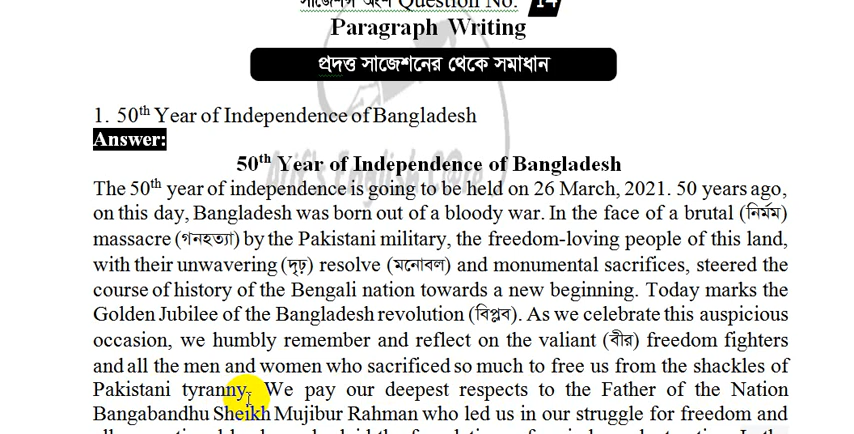 সাজেশন্স অংশ Question No. 14
Paragraph Writing
প্রদত্ত সাজেশনের থেকে সমাধান
1. 50th Year of Independence of Bangladesh
Answer:
50th Year of Independence of Bangladesh
The 50th year of independence is going to be held on 26 March, 2021. 50 years ago,
on this day, Bangladesh was born out of a bloody war. In the face of a brutal (নির্মম)
massacre (গনহত্যা) by the Pakistani military, the freedom-loving people of this land,
with their unwavering (দৃঢ়) resolve (মনোবল) and monumental sacrifices, steered the
course of history of the Bengali nation towards a new beginning. Today marks the
Golden Jubilee of the Bangladesh revolution (বিপ্লব). As we celebrate this auspicious
occasion, we humbly remember and reflect on the valiant (বীর) freedom fighters
and all the men and women who sacrificed so much to free us from the shackles of
Pakistani tyranny. We pay our deepest respects to the Father of the Nation
Bangabandhu Sheikh Mujibur Rahman who led us in our struggle for freedom and